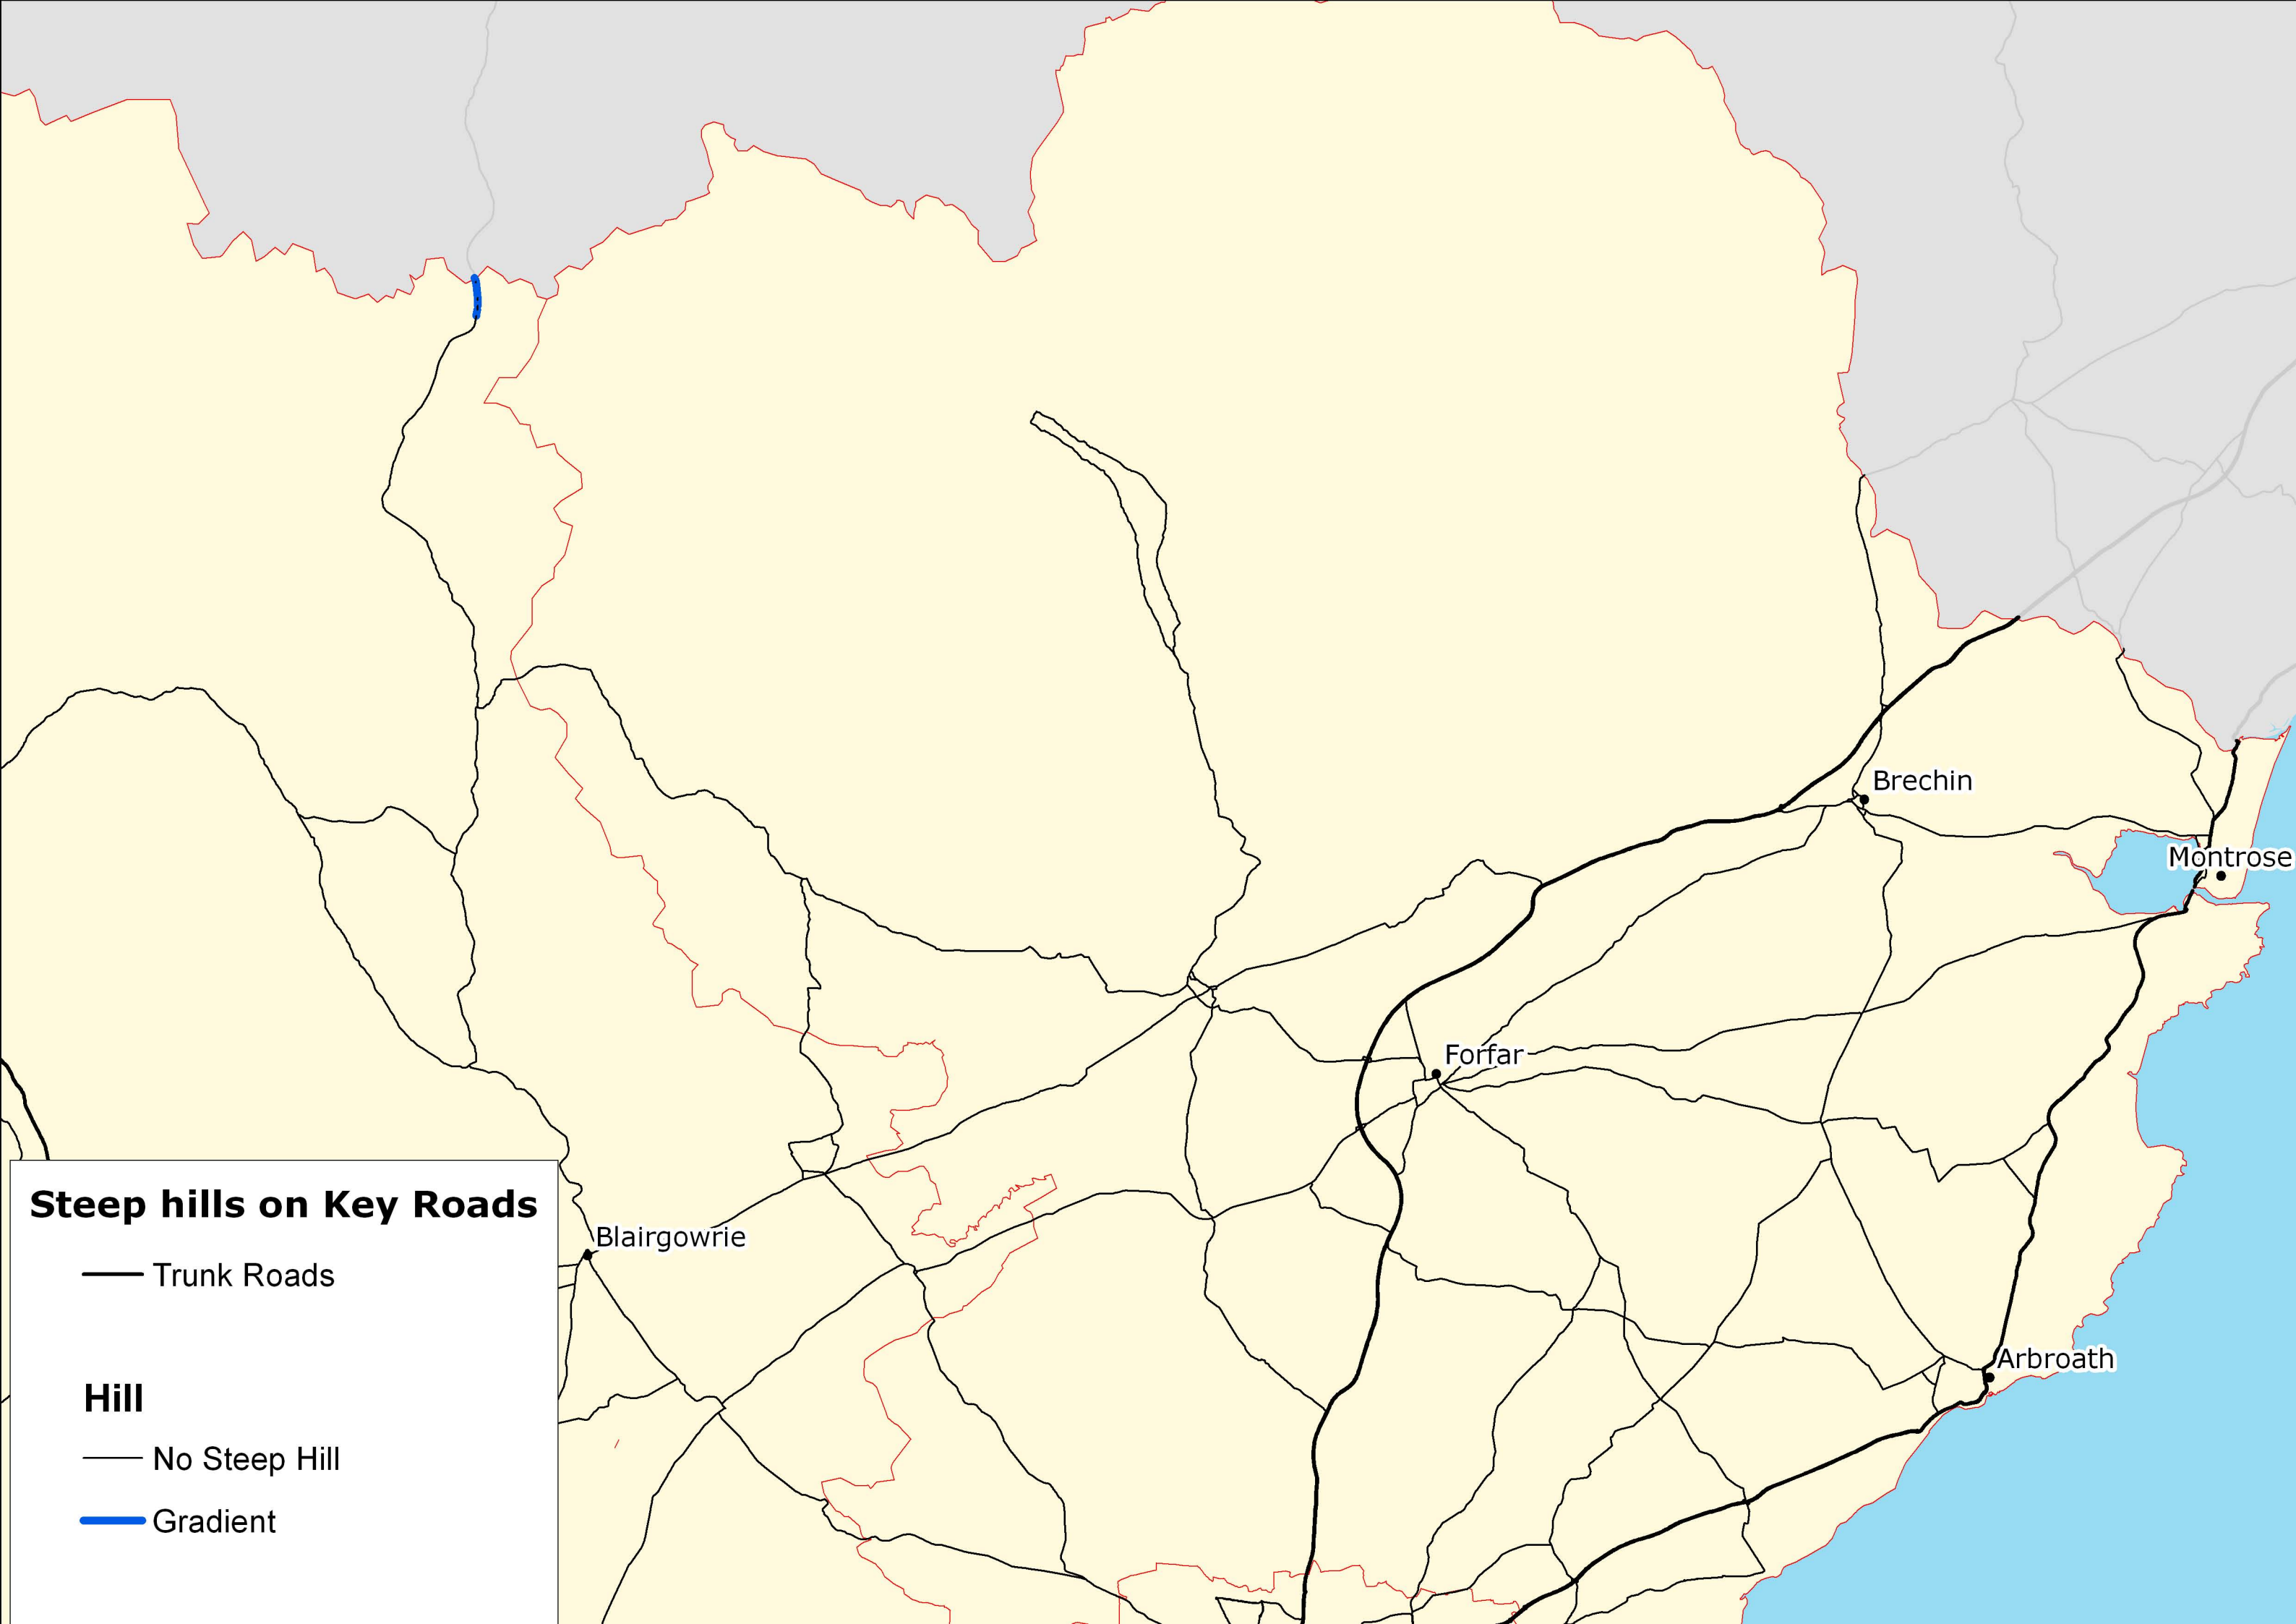 Brechin
Montrose
Forfar
Blairgowrie
Arbroath
Steep hills on Key Roads
Trunk Roads
Hill
No Steep Hill
Gradient